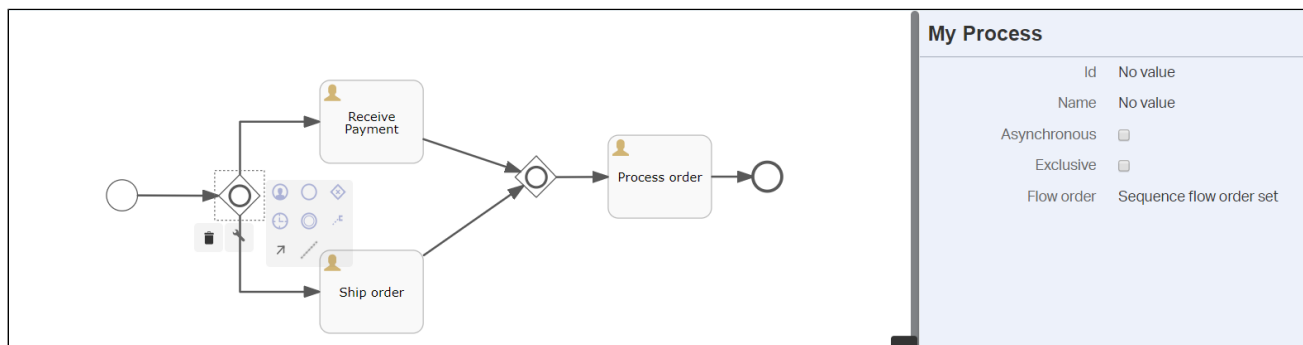 My Process
Id No value
Name No value
Asynchronous
Exclusive
Flow order Sequence flow order set
Receive
Payment
Process order
Ship order